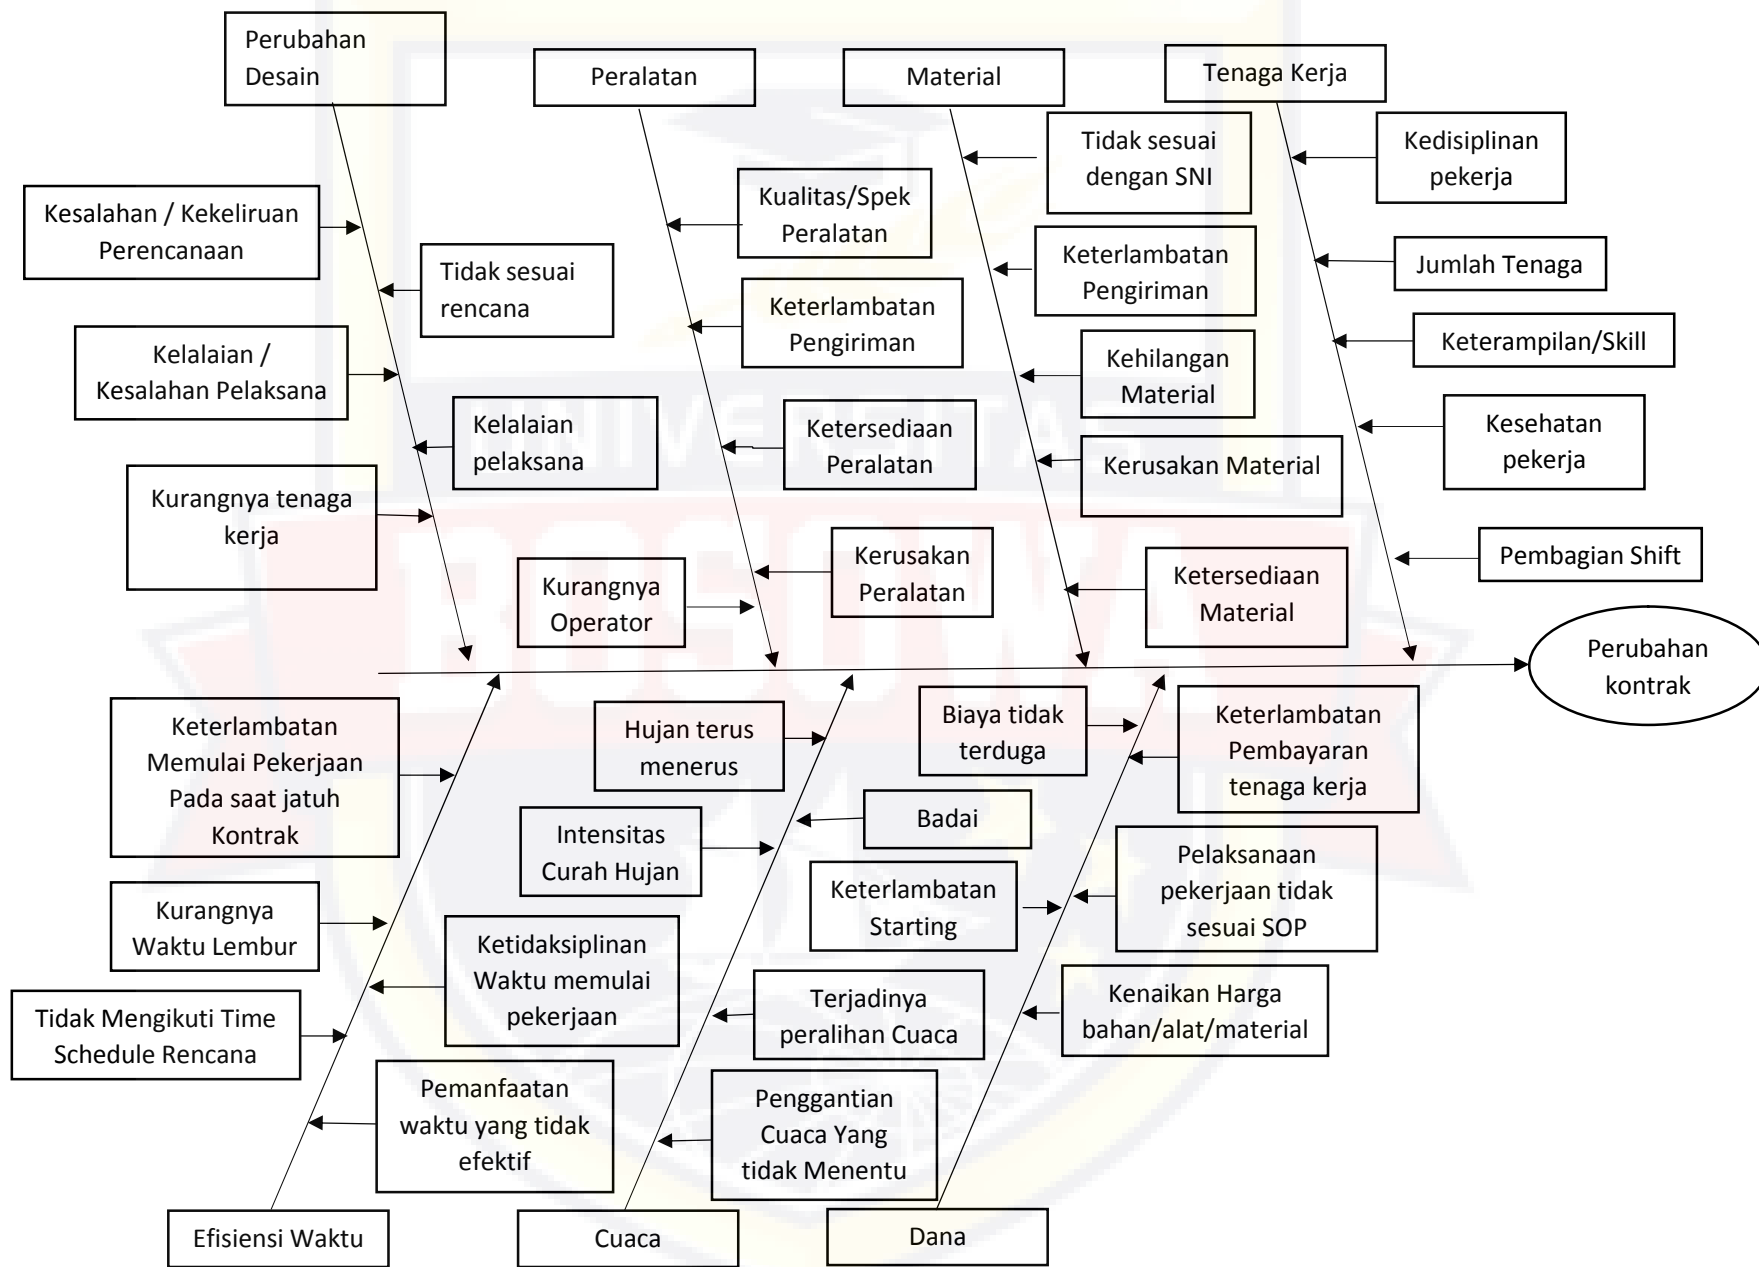 Perubahan
Desain
Peralatan
Material
Tenaga Kerja
Kesalahan / Kekeliruan
Perencanaan
Tidak sesuai
rencana
Kelalaian /
Kesalahan Pelaksana
Kelalaian
pelaksana
Kurangnya tenaga
kerja
Kualitas/Spek
Peralatan
Keterlambatan
Pengiriman
Ketersediaan
Peralatan
Kerusakan
Peralatan
Kurangnya
Operator
Tidak sesuai
dengan SNI
Keterlambatan
Pengiriman
Kehilangan
Material
Kerusakan Material
Ketersediaan
Material
Kedisiplinan
pekerja
Jumlah Tenaga
Keterampilan/Skill
Kesehatan
pekerja
Pembagian Shift
Perubahan
kontrak
UNIVERSITAS
BOSOWA
Keterlambatan
Memulai Pekerjaan
Pada saat jatuh
Kontrak
Kurangnya
Waktu Lembur
Ketidaksiplinan
Waktu memulai
pekerjaan
Tidak Mengikuti Time
Schedule Rencana
Pemanfaatan
waktu yang tidak
efektif
Hujan terus
menerus
Badai
Intensitas
Curah Hujan
Terjadinya
peralihan Cuaca
Penggantian
Cuaca Yang
tidak Menentu
Biaya tidak
terduga
Keterlambatan
Pembayaran
tenaga kerja
Keterlambatan
Starting
Pelaksanaan
pekerjaan tidak
sesuai SOP
Kenaikan Harga
bahan/alat/material
Efisiensi Waktu
Cuaca
Dana